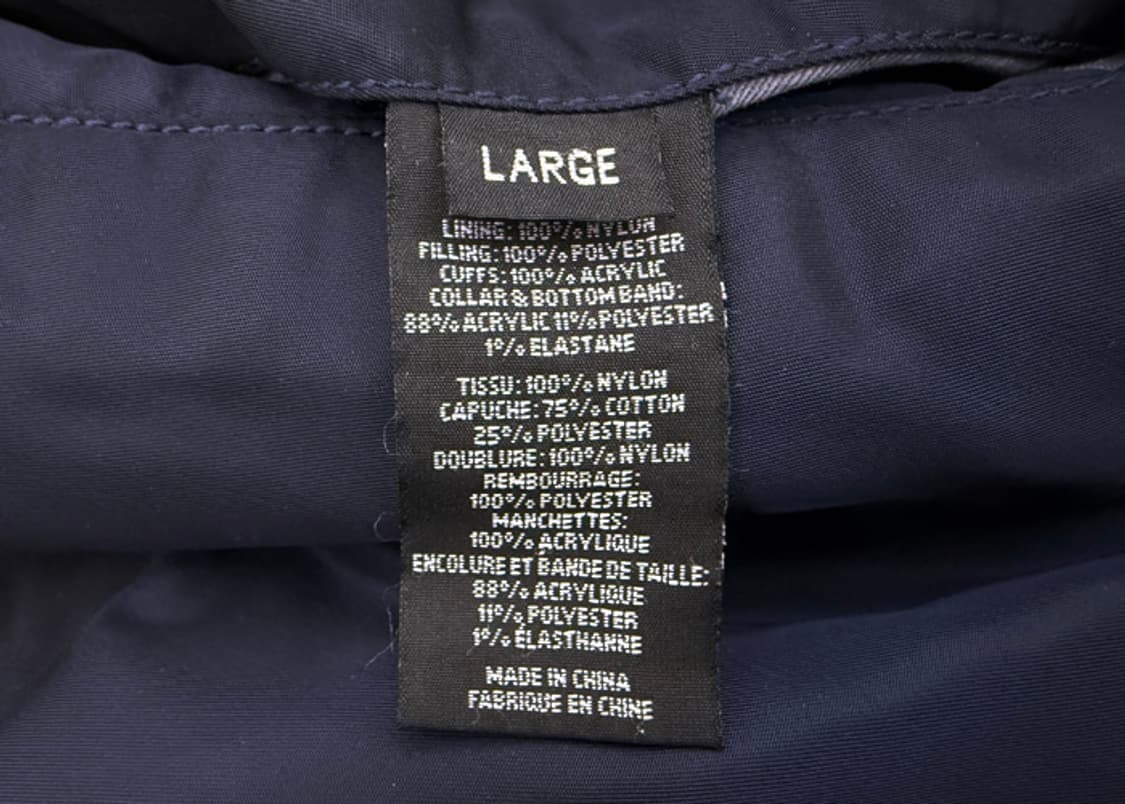 LARGE
LINING: 100% NYLON
FILLING: 100% POLYESTER
CUFFS: 100% ACRYLIC
COLLAR & BOTTOM BAND:
88% ACRYLIC 11% POLYESTER
1% ELASTANE
TISSU: 100% NYLON
CAPUCHE: 75% COTTON
25% POLYESTER
DOUBLURE: 100% NYLON
REMBOURRAGE:
100% POLYESTER
MANCHETTES:
100% ACRYLIQUE
ENCOLURE ET BANDE DE TAILLE:
88% ACRYLIQUE
11% POLYESTER
1% ÉLASTHANNE
MADE IN CHINA
FABRIQUE EN CHINE